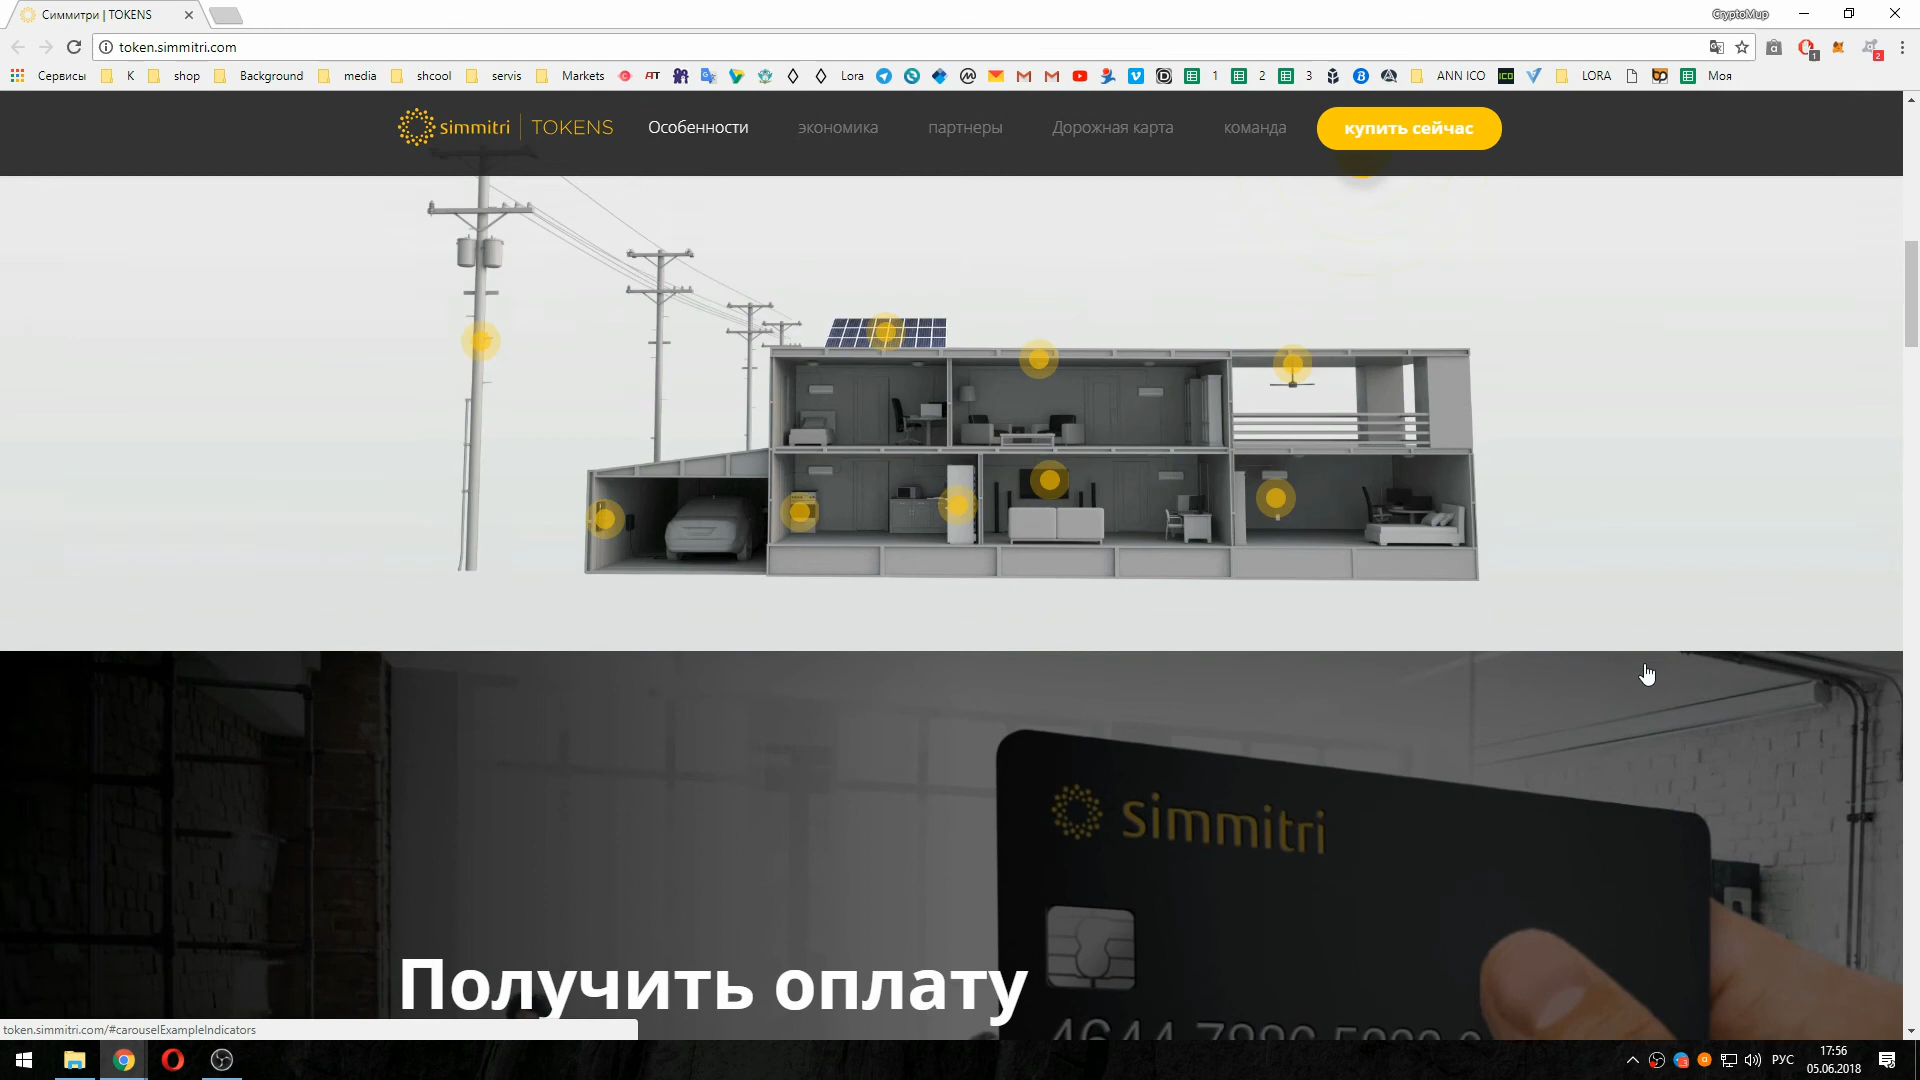 Симмитри | TOKENS
CryptoMup
token.simmitri.com
Сервисы K shop Background media shcool servis Markets Lora 1 2 3 ANN ICO LORA Моя
simmitri TOKENS Особенности экономика партнеры Дорожная карта команда купить сейчас
simmitri
Получить оплату
token.simmitri.com/#carouselExampleIndicators
РУС
17:56
05.06.2018